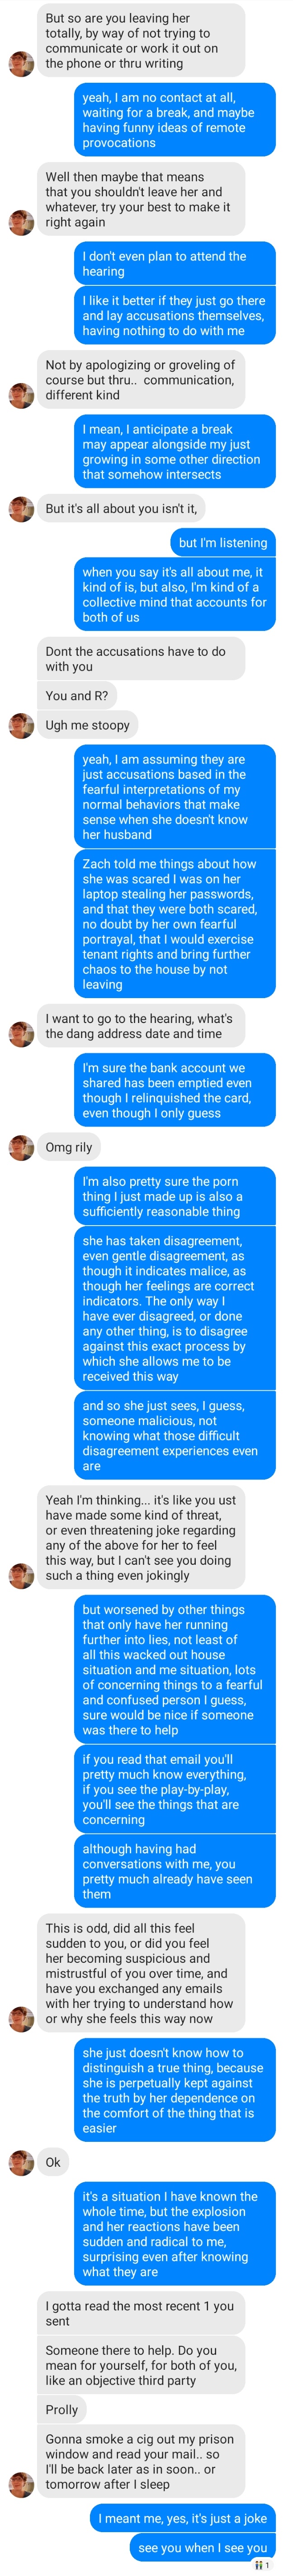 But so are you leaving her
totally, by way of not trying to
communicate or work it out on
the phone or thru writing
yeah, I am no contact at all,
waiting for a break, and maybe
having funny ideas of remote
provocations
Well then maybe that means
that you shouldn't leave her and
whatever, try your best to make it
right again
I don't even plan to attend the
hearing
I like it better if they just go there
and lay accusations themselves,
having nothing to do with me
Not by apologizing or groveling of
course but thru.. communication,
different kind
I mean, I anticipate a break
may appear alongside my just
growing in some other direction
that somehow intersects
But it's all about you isn't it,
but I'm listening
when you say it's all about me, it
kind of is, but also, I'm kind of a
collective mind that accounts for
both of us
Dont the accusations have to do
with you
You and R?
Ugh me stoopy
yeah, I am assuming they are
just accusations based in the
fearful interpretations of my
normal behaviors that make
sense when she doesn't know
her husband
Zach told me things about how
she was scared I was on her
laptop stealing her passwords,
and that they were both scared,
no doubt by her own fearful
portrayal, that I would exercise
tenant rights and bring further
chaos to the house by not
leaving
I want to go to the hearing, what's
the dang address date and time
I'm sure the bank account we
shared has been emptied even
though I relinquished the card,
even though I only guess
Omg rily
I'm also pretty sure the porn
thing I just made up is also a
sufficiently reasonable thing
she has taken disagreement,
even gentle disagreement, as
though it indicates malice, as
though her feelings are correct
indicators. The only way I
have ever disagreed, or done
any other thing, is to disagree
against this exact process by
which she allows me to be
received this way
and so she just sees, I guess,
someone malicious, not
knowing what those difficult
disagreement experiences even
are
Yeah I'm thinking... it's like you ust
have made some kind of threat,
or even threatening joke regarding
any of the above for her to feel
this way, but I can't see you doing
such a thing even jokingly
but worsened by other things
that only have her running
further into lies, not least of
all this wacked out house
situation and me situation, lots
of concerning things to a fearful
and confused person I guess,
sure would be nice if someone
was there to help
if you read that email you'll
pretty much know everything,
if you see the play-by-play,
you'll see the things that are
concerning
although having had
conversations with me, you
pretty much already have seen
them
This is odd, did all this feel
sudden to you, or did you feel
her becoming suspicious and
mistrustful of you over time, and
have you exchanged any emails
with her trying to understand how
or why she feels this way now
she just doesn't know how to
distinguish a true thing, because
she is perpetually kept against
the truth by her dependence on
the comfort of the thing that is
easier
Ok
it's a situation I have known the
whole time, but the explosion
and her reactions have been
sudden and radical to me,
surprising even after knowing
what they are
I gotta read the most recent 1 you
sent
Someone there to help. Do you
mean for yourself, for both of you,
like an objective third party
Prolly
Gonna smoke a cig out my prison
window and read your mail.. so
I'll be back later as in soon.. or
tomorrow after I sleep
I meant me, yes, it's just a joke
see you when I see you
1